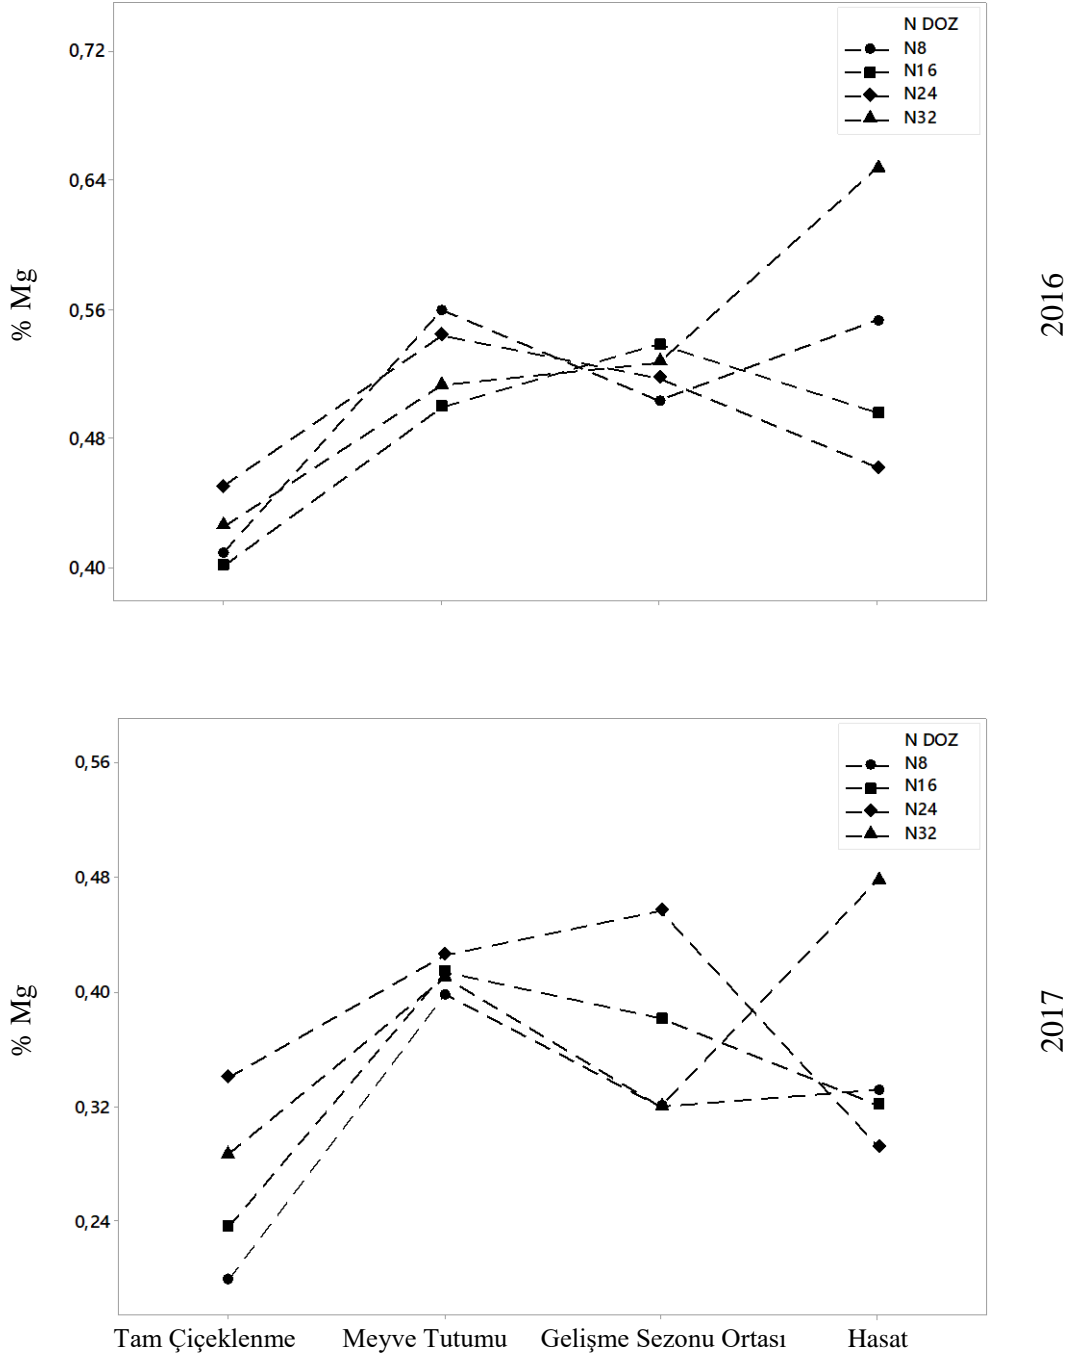 N DOZ
N8
N16
N24
N32
0,72
0,64
0,56
0,48
0,40
% Mg
2016
N DOZ
N8
N16
N24
N32
0,56
0,48
0,40
0,32
0,24
% Mg
2017
Tam Çiçeklenme Meyve Tutumu Gelişme Sezonu Ortası Hasat